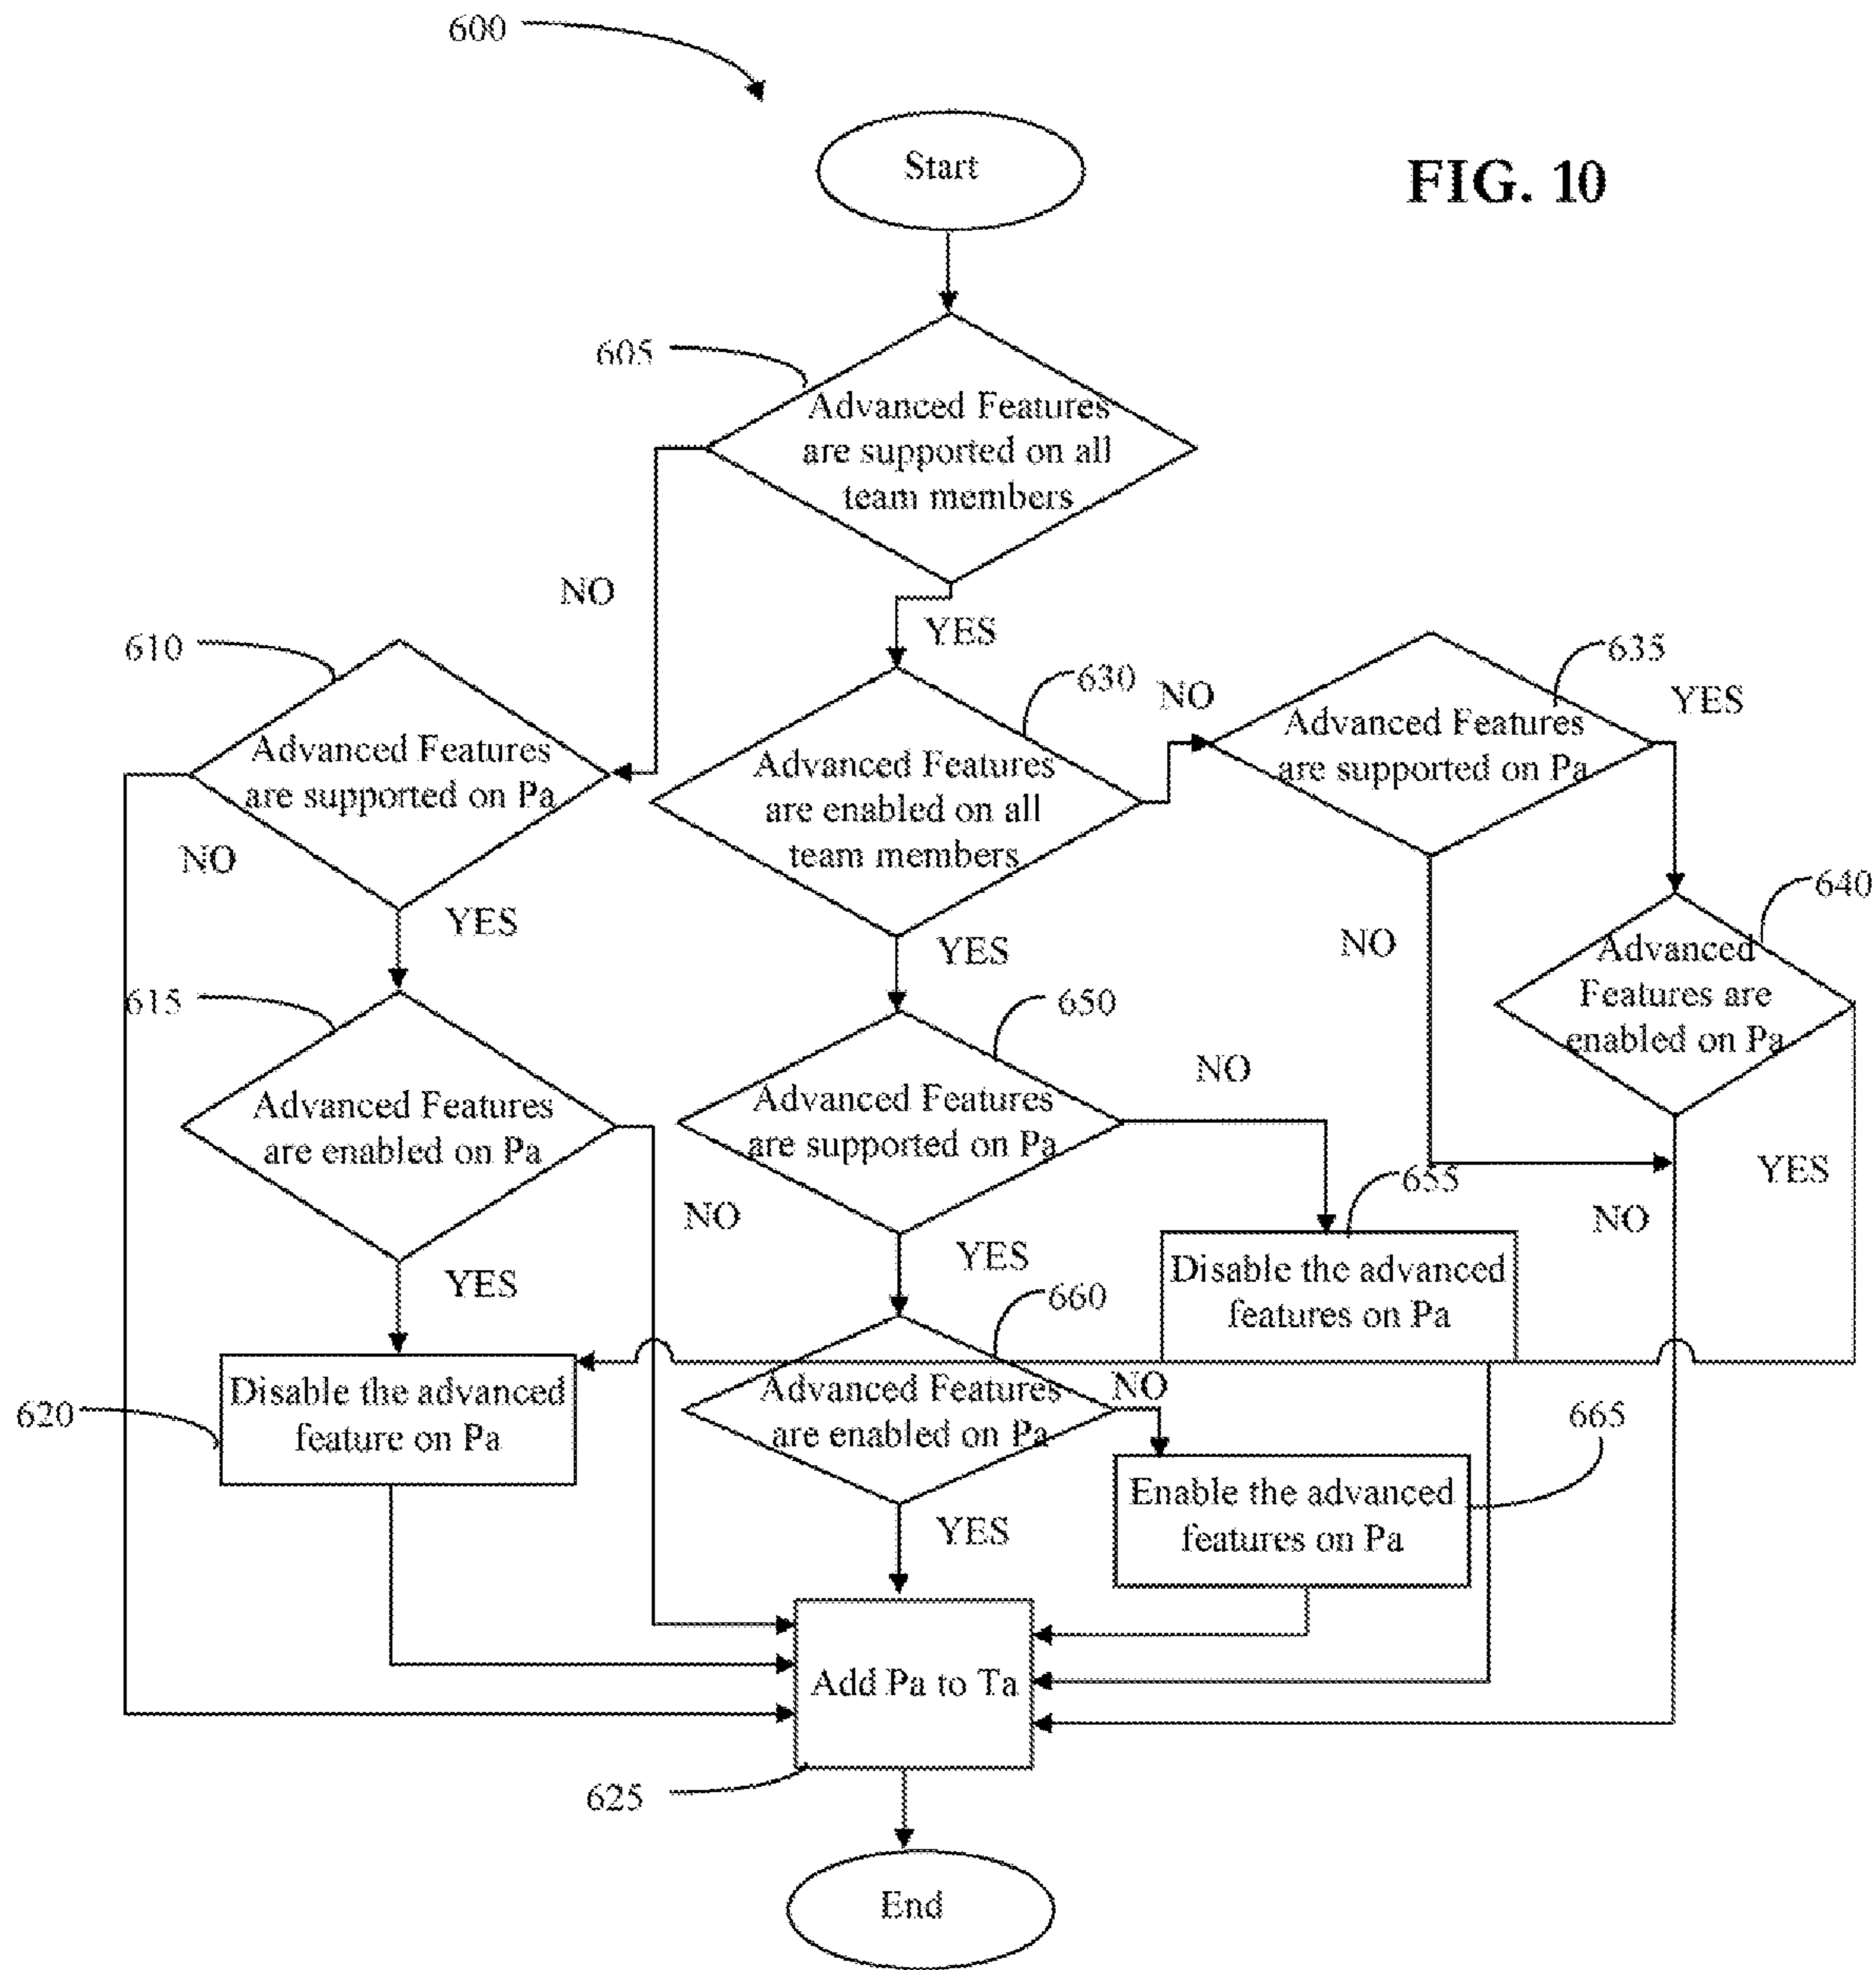 600
FIG. 10
Start
605
Advanced Features
are supported on all
team members
NO
YES
610
Advanced Features
are supported on Pa
NO
YES
630
Advanced Features
are enabled on all
team members
NO
YES
635
Advanced Features
are supported on Pa
YES
NO
640
Advanced
Features are
enabled on Pa
YES
NO
615
Advanced Features
are enabled on Pa
NO
YES
650
Advanced Features
are supported on Pa
NO
YES
655
Disable the advanced
features on Pa
660
Advanced Features
are enabled on Pa
NO
YES
620
Disable the advanced
feature on Pa
665
Enable the advanced
features on Pa
Add Pa to Ta
625
End